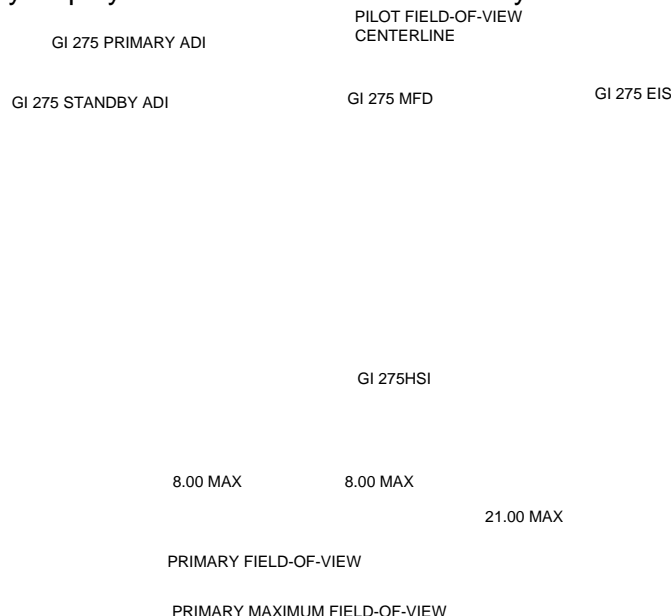 PILOT FIELD-OF-VIEW
CENTERLINE
GI 275 PRIMARY ADI
GI 275 STANDBY ADI
GI 275 MFD
GI 275 EIS
GI 275HSI
8.00 MAX
8.00 MAX
21.00 MAX
PRIMARY FIELD-OF-VIEW
PRIMARY MAXIMUM FIELD-OF-VIEW